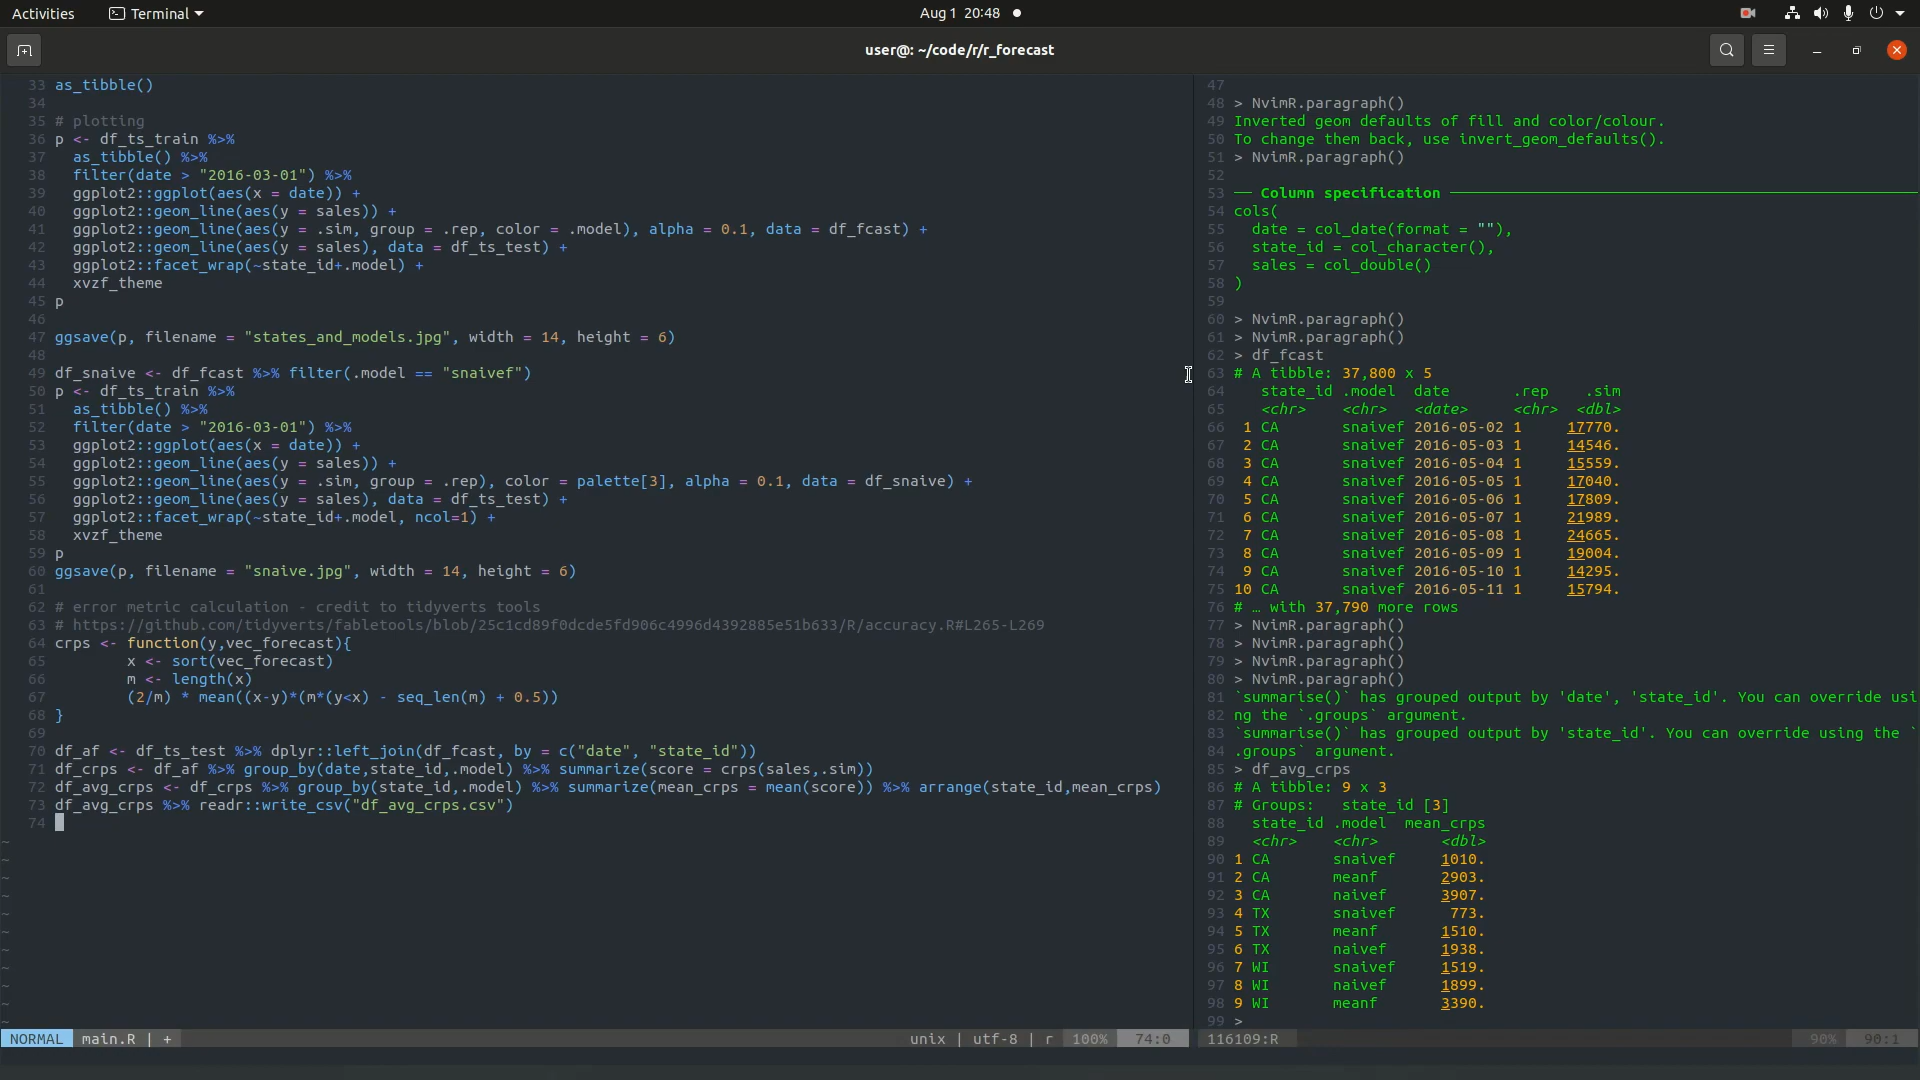 Activities Terminal Aug 1 20:48
user@: ~/code/r/r_forecast
33 as_tibble()
34
35 # plotting
36 p <- df_ts_train %>%
37   as_tibble() %>%
38   filter(date > "2016-03-01") %>%
39   ggplot2::ggplot(aes(x = date)) +
40   ggplot2::geom_line(aes(y = sales)) +
41   ggplot2::geom_line(aes(y = .sim, group = .rep, color = .model), alpha = 0.1, data = df_fcast) +
42   ggplot2::geom_line(aes(y = sales), data = df_ts_test) +
43   ggplot2::facet_wrap(~state_id+.model) +
44   xvzf_theme
45 p
46
47 ggsave(p, filename = "states_and_models.jpg", width = 14, height = 6)
48
49 df_snaive <- df_fcast %>% filter(.model == "snaivef")
50 p <- df_ts_train %>%
51   as_tibble() %>%
52   filter(date > "2016-03-01") %>%
53   ggplot2::ggplot(aes(x = date)) +
54   ggplot2::geom_line(aes(y = sales)) +
55   ggplot2::geom_line(aes(y = .sim, group = .rep), color = palette[3], alpha = 0.1, data = df_snaive) +
56   ggplot2::geom_line(aes(y = sales), data = df_ts_test) +
57   ggplot2::facet_wrap(~state_id+.model, ncol=1) +
58   xvzf_theme
59 p
60 ggsave(p, filename = "snaive.jpg", width = 14, height = 6)
61
62 # error metric calculation - credit to tidyverts tools
63 # https://github.com/tidyverts/fabletools/blob/25c1cd89f0dcde5fd906c4996d4392885e51b633/R/accuracy.R#L265-L269
64 crps <- function(y,vec_forecast){
65         x <- sort(vec_forecast)
66         m <- length(x)
67         (2/m) * mean((x-y)*(m*(y<x) - seq_len(m) + 0.5))
68 }
69
70 df_af <- df_ts_test %>% dplyr::left_join(df_fcast, by = c("date", "state_id"))
71 df_crps <- df_af %>% group_by(date,state_id,.model) %>% summarize(score = crps(sales,.sim))
72 df_avg_crps <- df_crps %>% group_by(state_id,.model) %>% summarize(mean_crps = mean(score)) %>% arrange(state_id,mean_crps)
73 df_avg_crps %>% readr::write_csv("df_avg_crps.csv")
74
~
~
~
~
~
~
~
~
~
~
~
NORMAL main.R | + unix | utf-8 | r 100% 74:0
47
48 > NvimR.paragraph()
49 Inverted geom defaults of fill and color/colour.
50 To change them back, use invert_geom_defaults().
51 > NvimR.paragraph()
52
53 ── Column specification ──
54 cols(
55   date = col_date(format = ""),
56   state_id = col_character(),
57   sales = col_double()
58 )
59
60 > NvimR.paragraph()
61 > NvimR.paragraph()
62 > df_fcast
63 # A tibble: 37,800 x 5
64    state_id .model  date       .rep    .sim
65    <chr>    <chr>   <date>     <chr>  <dbl>
66  1 CA       snaivef 2016-05-02 1     17770.
67  2 CA       snaivef 2016-05-03 1     14546.
68  3 CA       snaivef 2016-05-04 1     15559.
69  4 CA       snaivef 2016-05-05 1     17040.
70  5 CA       snaivef 2016-05-06 1     17809.
71  6 CA       snaivef 2016-05-07 1     21989.
72  7 CA       snaivef 2016-05-08 1     24665.
73  8 CA       snaivef 2016-05-09 1     19004.
74  9 CA       snaivef 2016-05-10 1     14295.
75 10 CA       snaivef 2016-05-11 1     15794.
76 # … with 37,790 more rows
77 > NvimR.paragraph()
78 > NvimR.paragraph()
79 > NvimR.paragraph()
80 > NvimR.paragraph()
81 `summarise()` has grouped output by 'date', 'state_id'. You can override usi
82 ng the `.groups` argument.
83 `summarise()` has grouped output by 'state_id'. You can override using the `
84 .groups` argument.
85 > df_avg_crps
86 # A tibble: 9 x 3
87 # Groups:   state_id [3]
88   state_id .model  mean_crps
89   <chr>    <chr>       <dbl>
90 1 CA       snaivef     1010.
91 2 CA       meanf       2903.
92 3 CA       naivef      3907.
93 4 TX       snaivef      773.
94 5 TX       meanf       1510.
95 6 TX       naivef      1938.
96 7 WI       snaivef     1519.
97 8 WI       naivef      1899.
98 9 WI       meanf       3390.
99 >
116109:R 90% 90:1